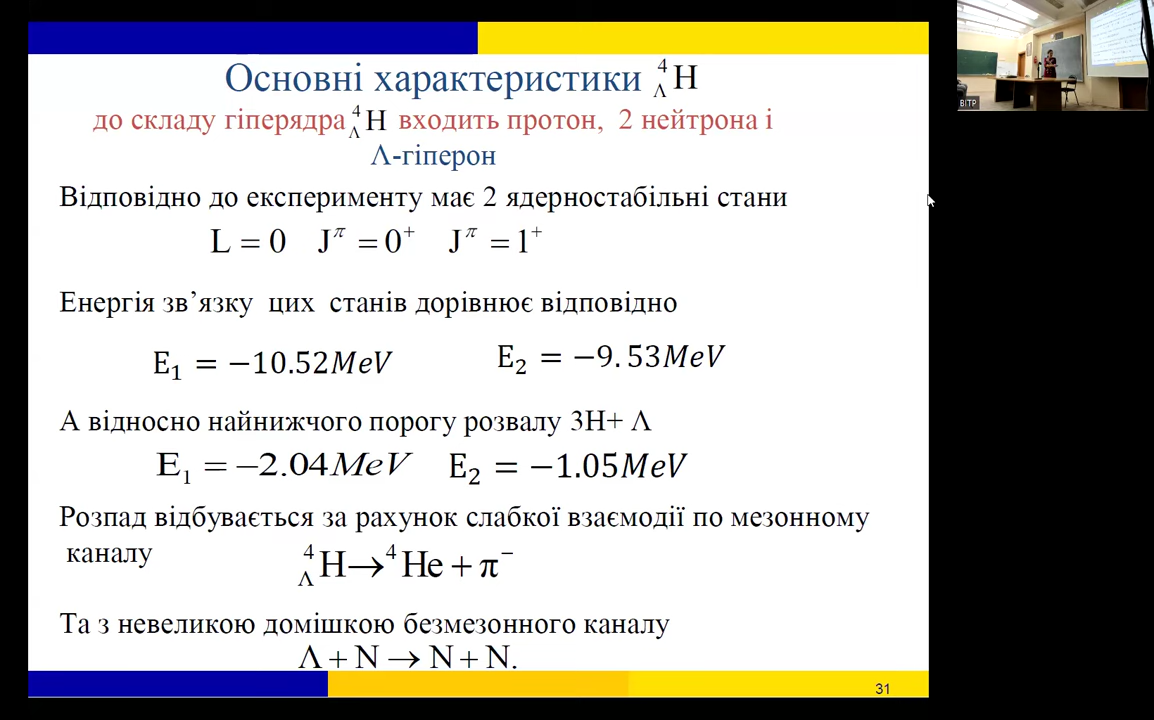 Основні характеристики ⁴ΛH
до складу гіперядра ⁴ΛH входить протон, 2 нейтрона і
Λ-гіперон
Відповідно до експерименту має 2 ядерностабільні стани
L = 0 J^π = 0⁺ J^π = 1⁺
Енергія зв’язку цих станів дорівнює відповідно
E₁ = −10.52MeV E₂ = −9.53MeV
А відносно найнижчого порогу розвалу 3H+ Λ
E₁ = −2.04MeV E₂ = −1.05MeV
Розпад відбувається за рахунок слабкої взаємодії по мезонному
каналу
⁴ΛH→⁴He + π⁻
Та з невеликою домішкою безмезонного каналу
Λ + N → N + N.
31
ВІТР